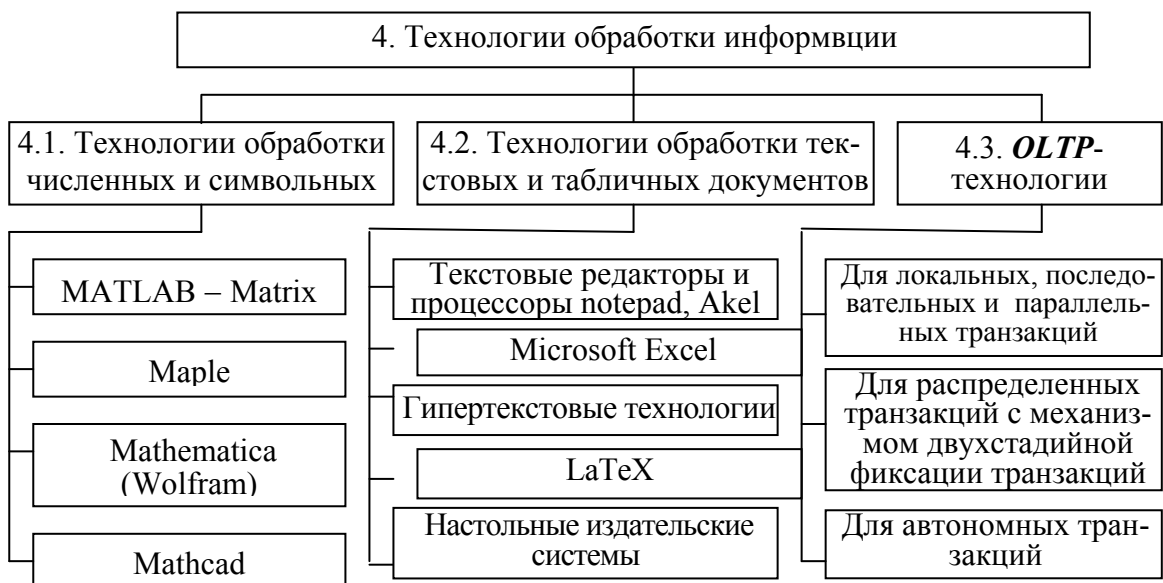 4. Технологии обработки информвции
4.1. Технологии обработки
численных и символьных
4.2. Технологии обработки тек-
стовых и табличных документов
4.3. OLTP-
технологии
MATLAB – Matrix
Maple
Mathematica
(Wolfram)
Mathcad
Текстовые редакторы и
процессоры notepad, Akel
Microsoft Excel
Гипертекстовые технологии
LaTeX
Настольные издательские
системы
Для локальных, последо-
вательных и параллель-
ных транзакций
Для распределенных
транзакций с механиз-
мом двухстадийной
фиксации транзакций
Для автономных тран-
закций